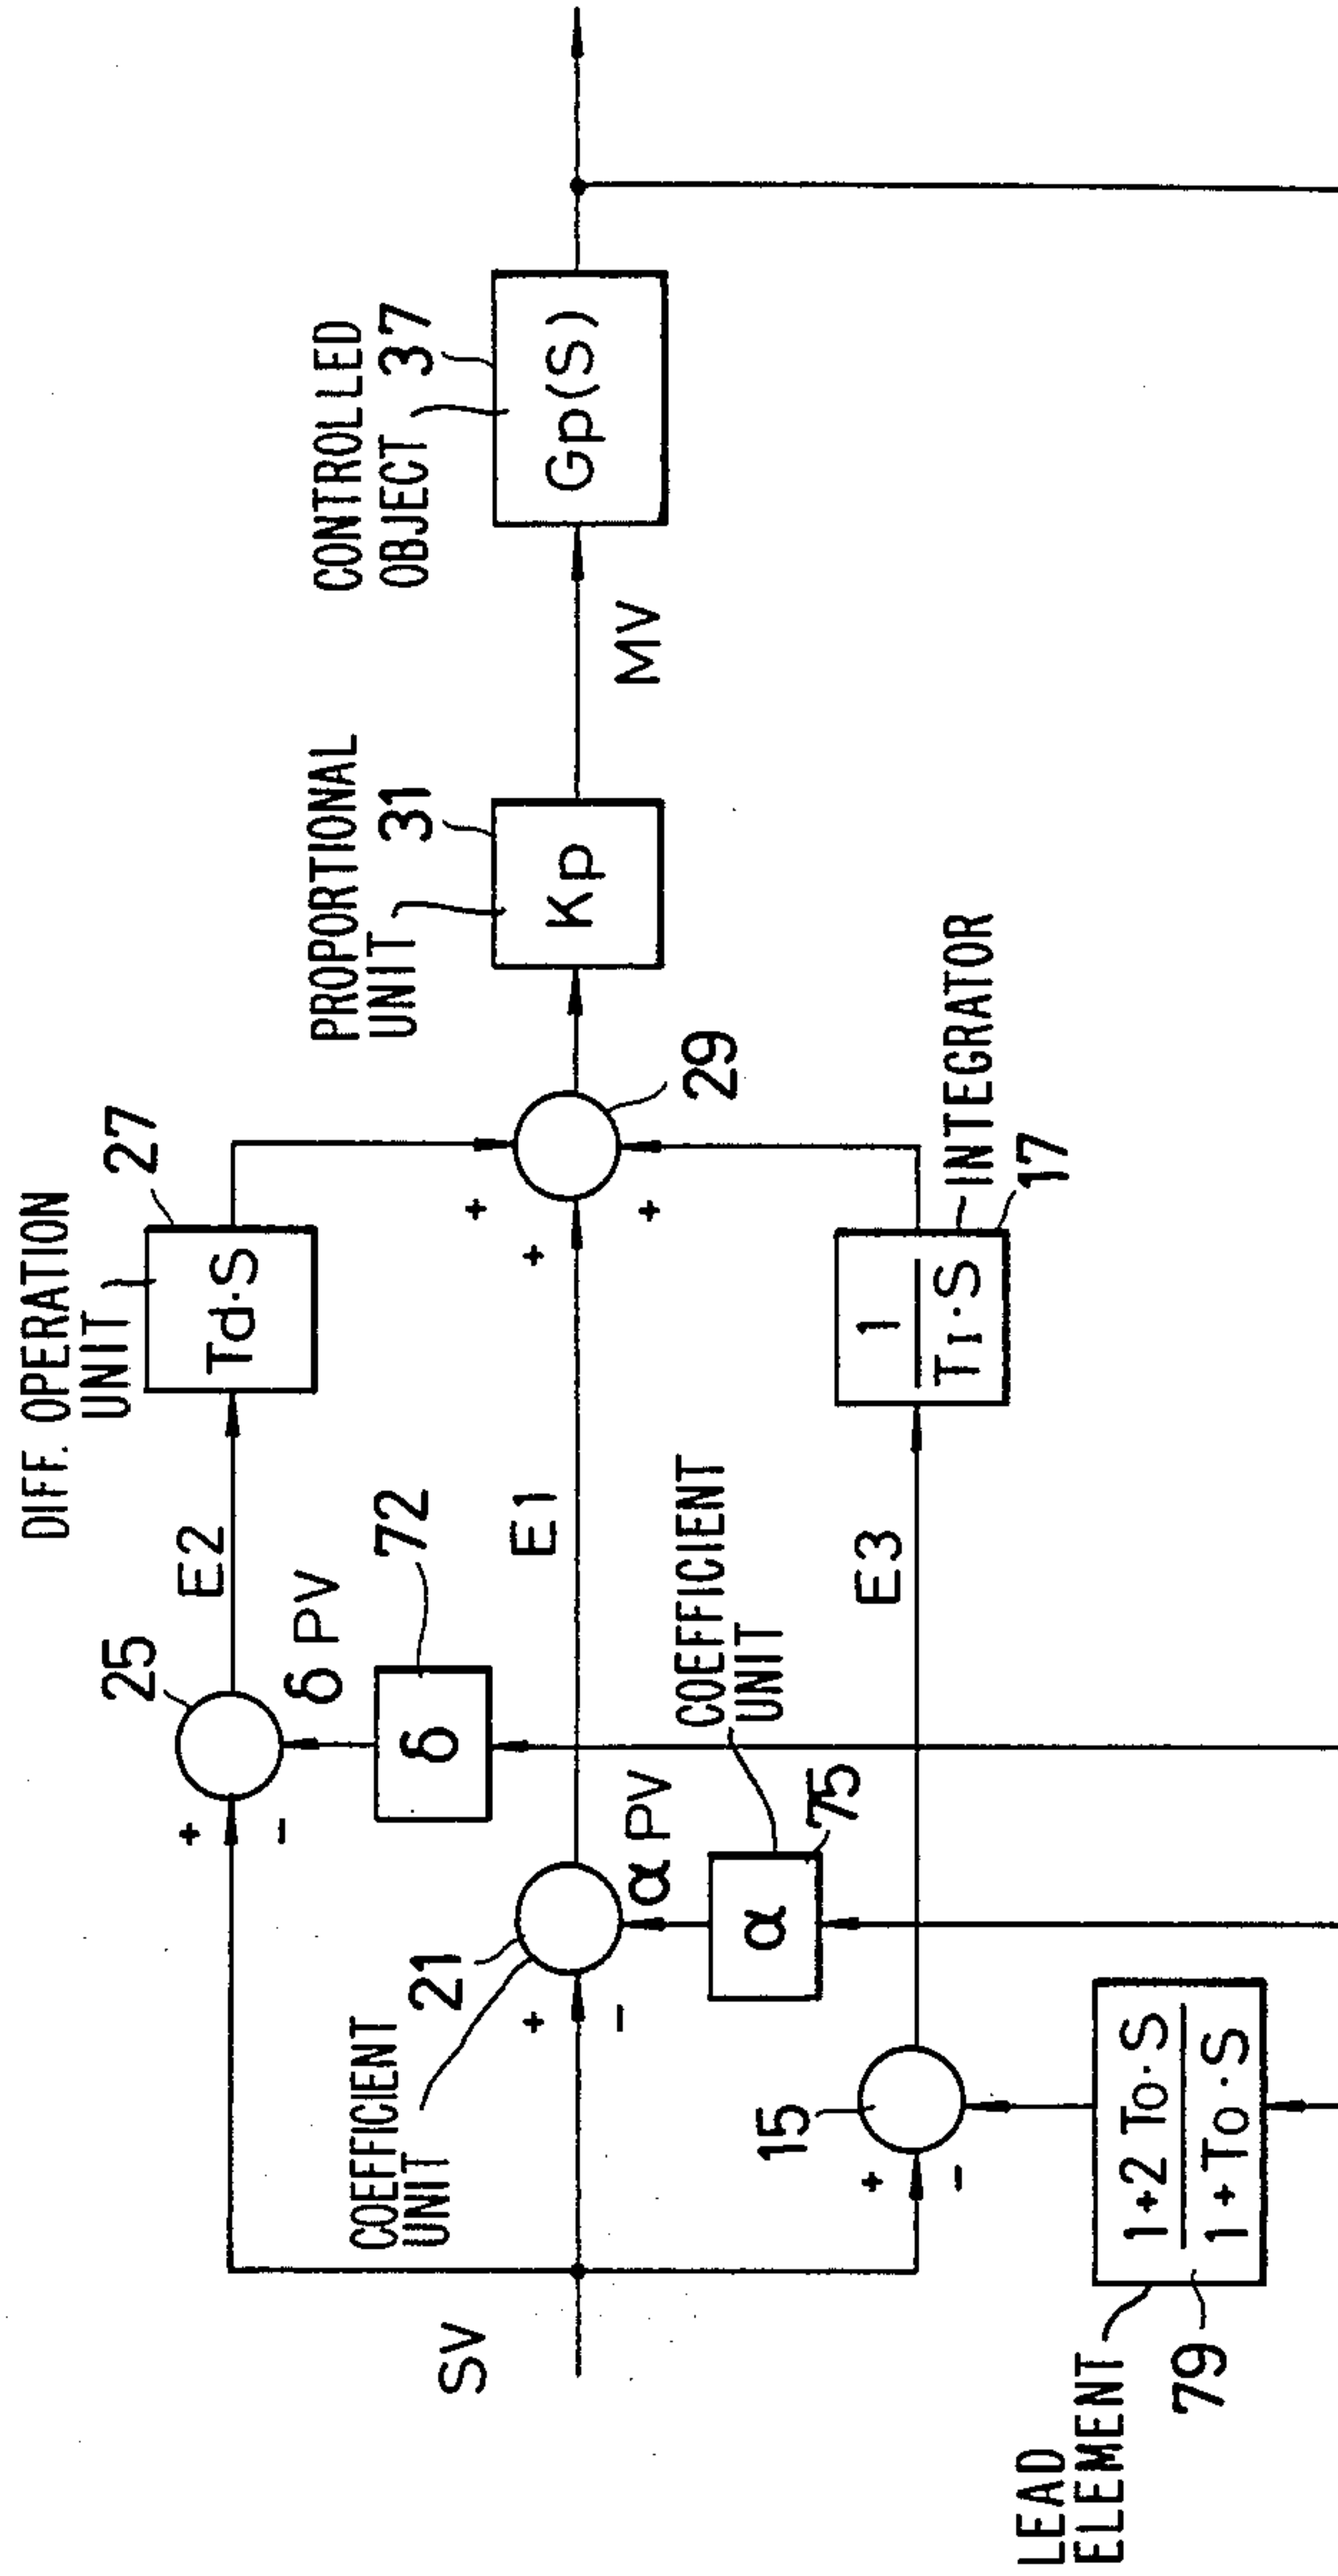 DIFF. OPERATION
UNIT
27
Td·S
E2
25
δ PV
72
δ
CONTROLLED
OBJECT
37
Gp(S)
PROPORTIONAL
UNIT
31
Kp
MV
29
+
+
+
E1
+
-
COEFFICIENT
UNIT
21
+
-
α PV
COEFFICIENT
UNIT
75
α
SV
E3
INTEGRATOR
17
1
TI·S
15
+
-
LEAD
ELEMENT
79
1+2To·S
1+To·S